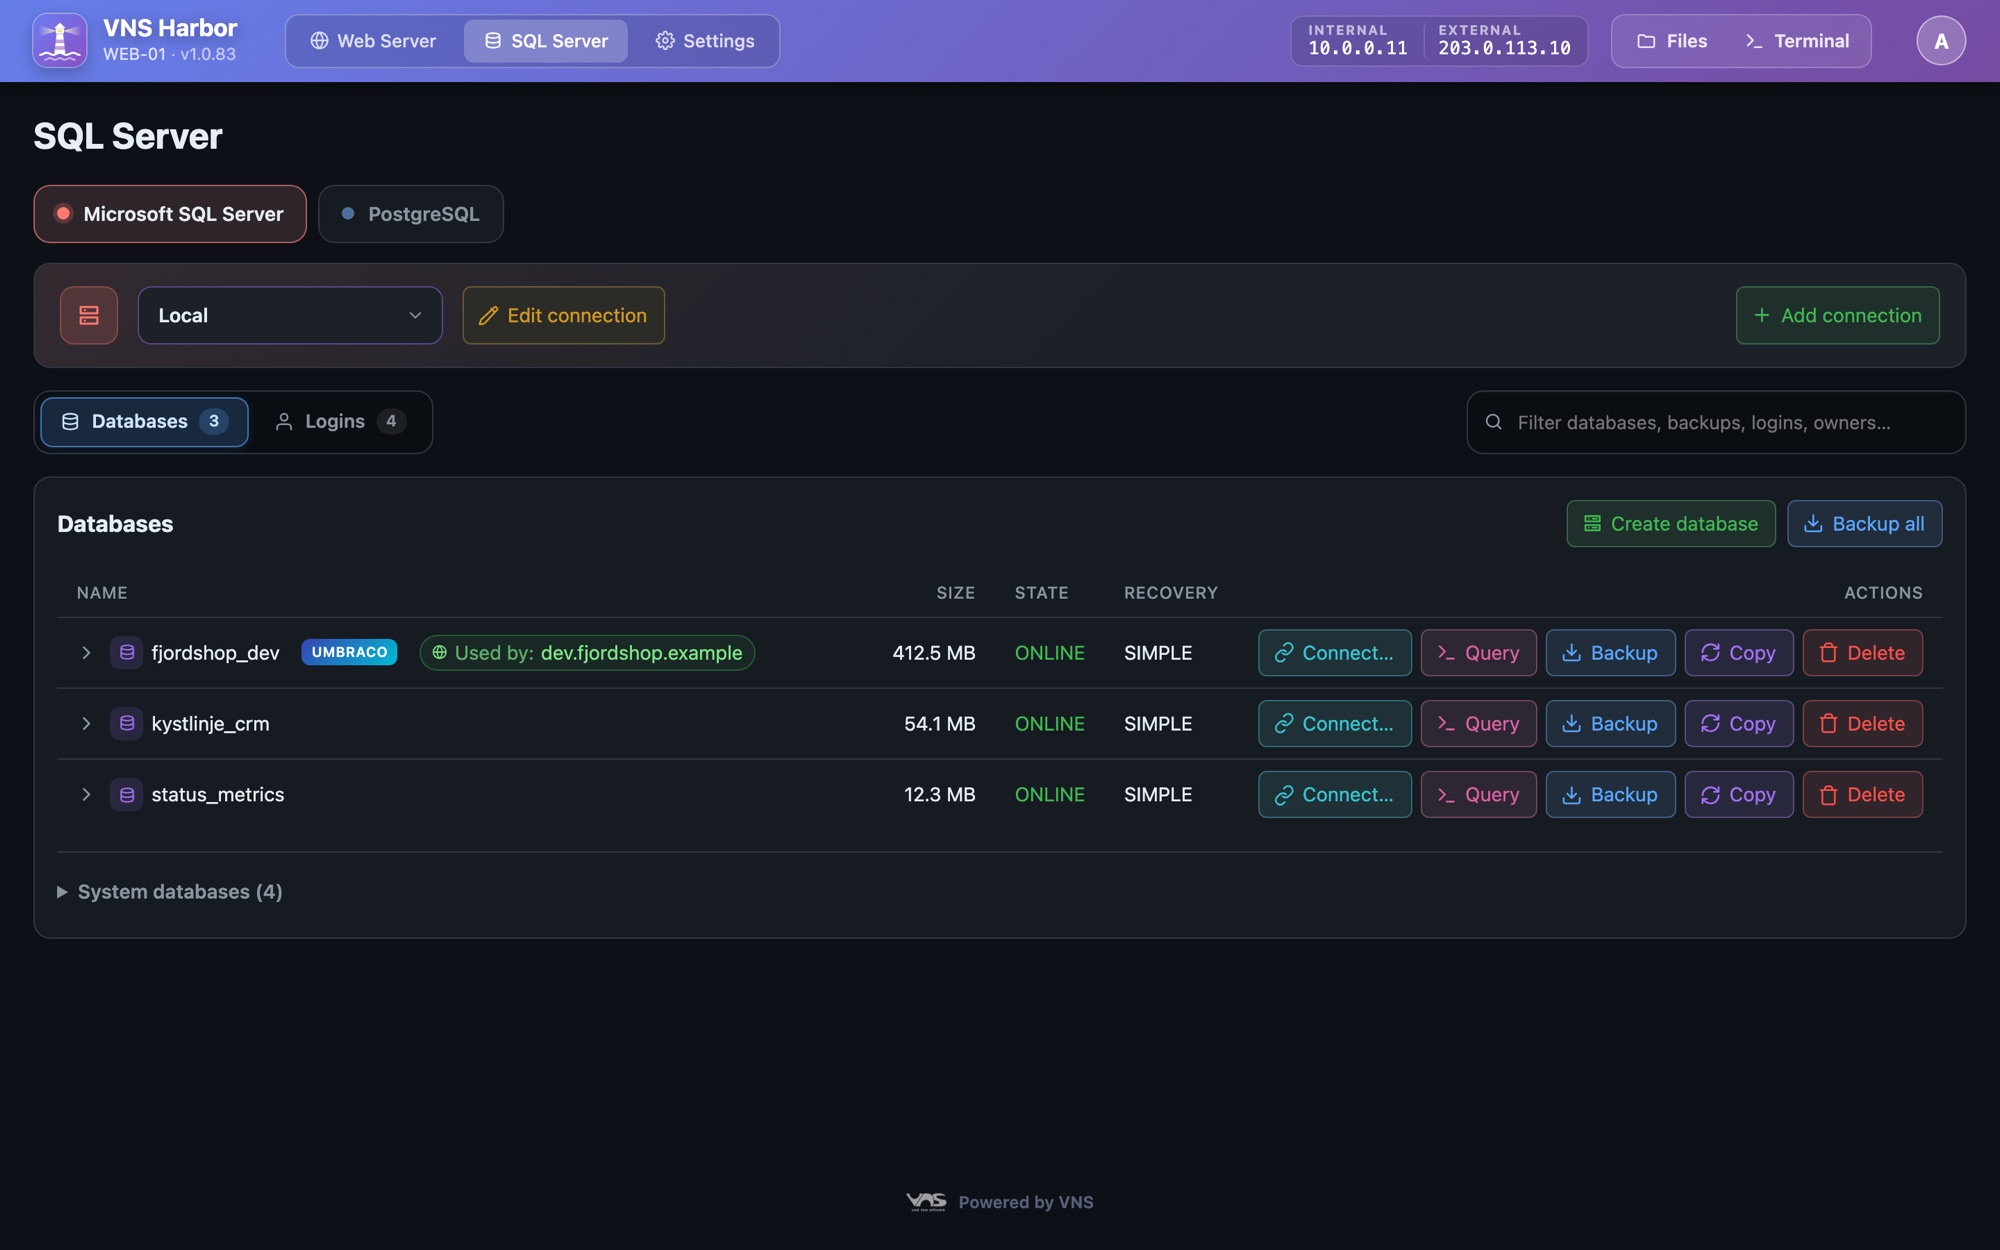 VNS Harbor
WEB-01 · v1.0.83
Web Server
SQL Server
Settings
INTERNAL
10.0.0.11
EXTERNAL
203.0.113.10
Files
Terminal
A
SQL Server
Microsoft SQL Server
PostgreSQL
Local
Edit connection
Add connection
Databases 3
Logins 4
Filter databases, backups, logins, owners...
Databases
Create database
Backup all
NAME SIZE STATE RECOVERY ACTIONS
fjordshop_dev UMBRACO Used by: dev.fjordshop.example 412.5 MB ONLINE SIMPLE Connect... Query Backup Copy Delete
kystlinje_crm 54.1 MB ONLINE SIMPLE Connect... Query Backup Copy Delete
status_metrics 12.3 MB ONLINE SIMPLE Connect... Query Backup Copy Delete
System databases (4)
VNS
Powered by VNS